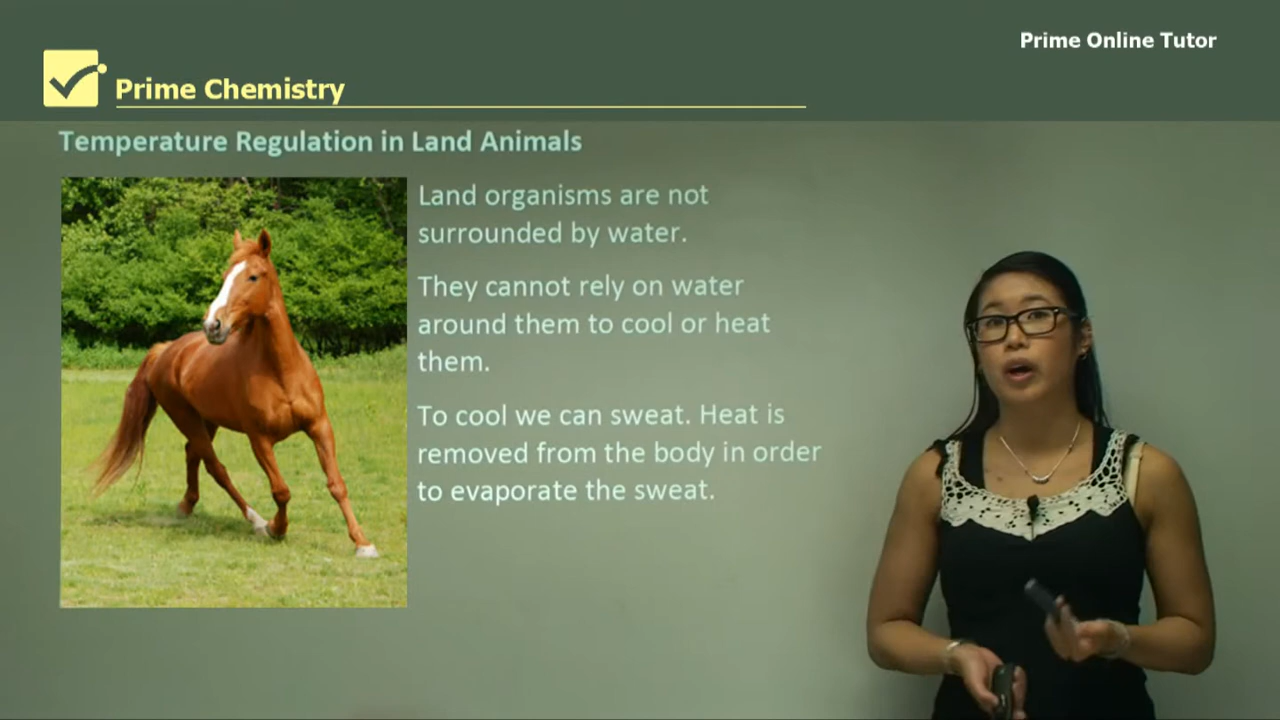 Prime Online Tutor
Prime Chemistry
Temperature Regulation in Land Animals
Land organisms are not
surrounded by water.
They cannot rely on water
around them to cool or heat
them.
To cool we can sweat. Heat is
removed from the body in order
to evaporate the sweat.